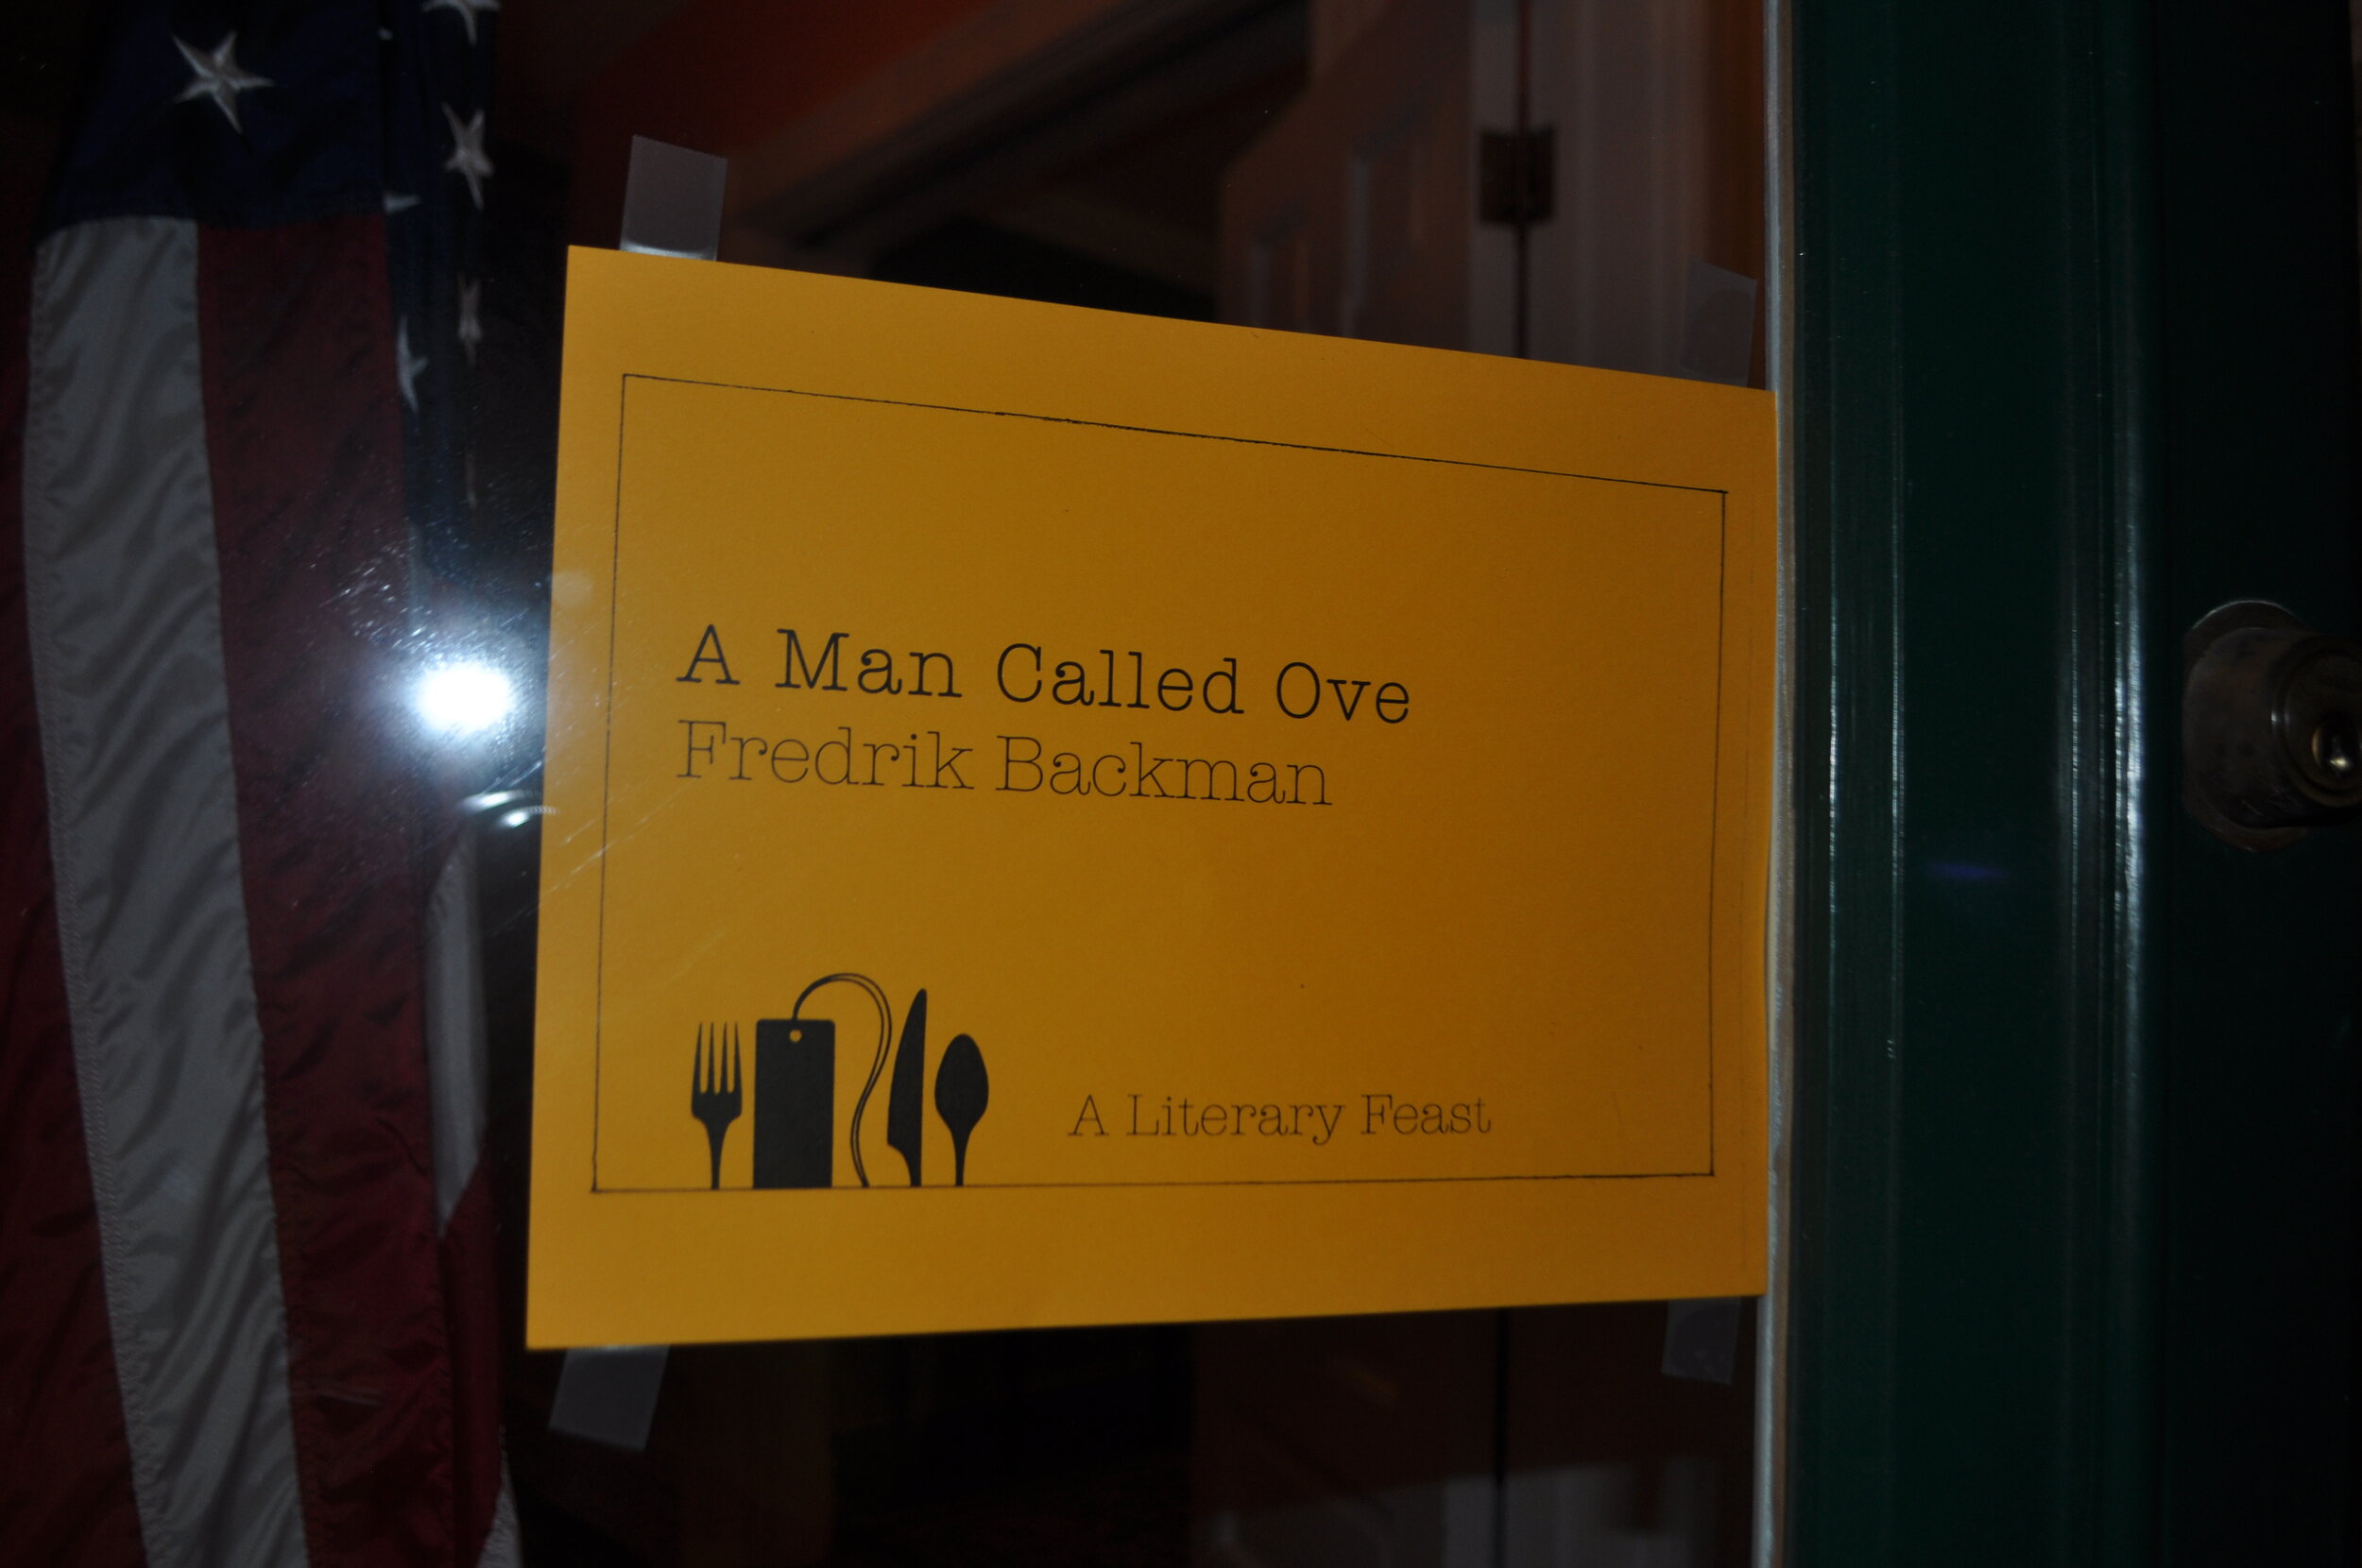 A Man Called Ove
Fredrik Backman
A Literary Feast